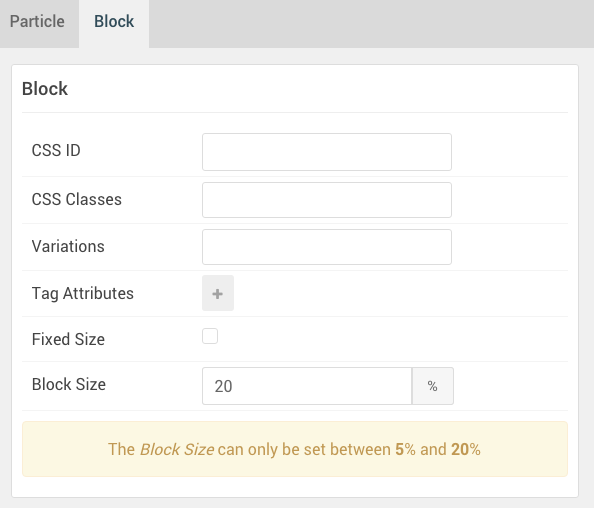 Particle Block
Block
CSS ID
CSS Classes
Variations
Tag Attributes +
Fixed Size
Block Size 20 %
The Block Size can only be set between 5% and 20%